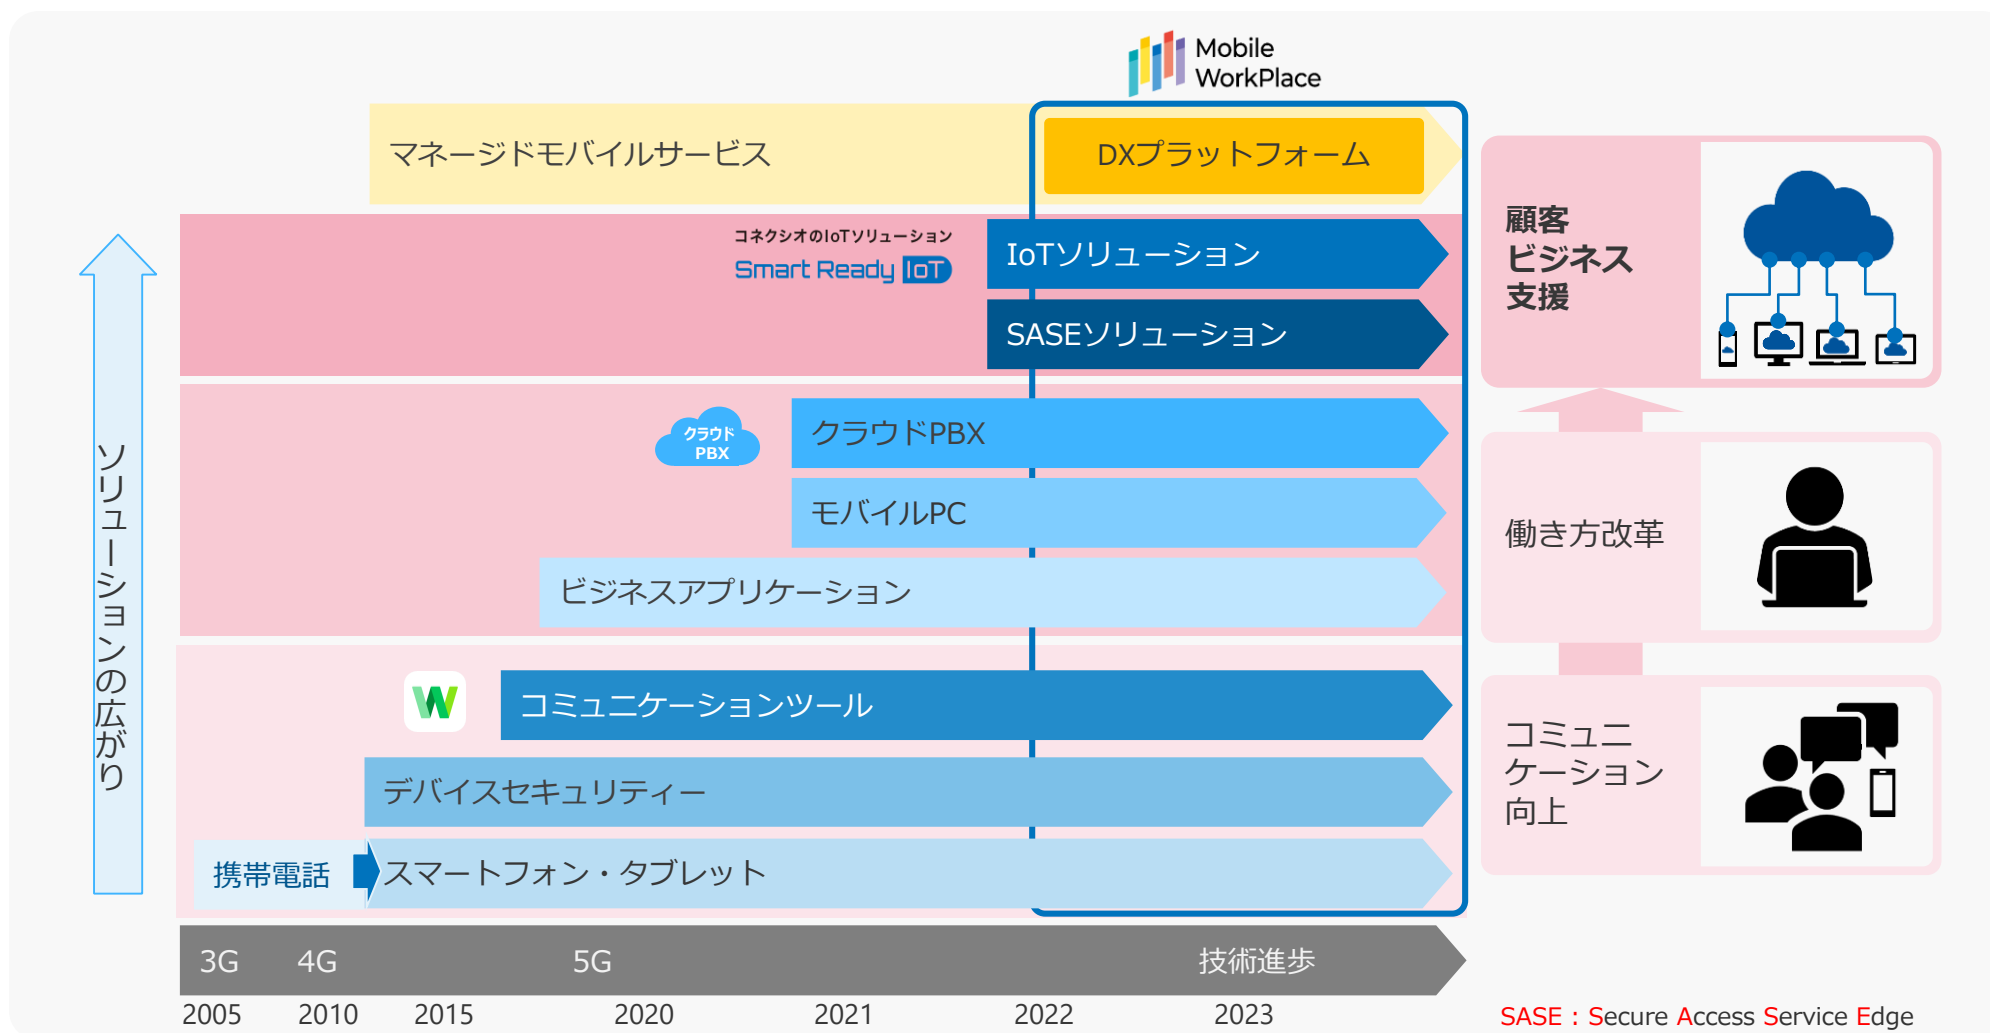 Mobile
WorkPlace
マネージドモバイルサービス
DXプラットフォーム
コネクシオのIoTソリューション
Smart Ready IoT
IoTソリューション
SASEソリューション
クラウド
PBX
クラウドPBX
モバイルPC
ビジネスアプリケーション
W
コミュニケーションツール
デバイスセキュリティー
携帯電話
スマートフォン・タブレット
ソリューションの広がり
顧客
ビジネス
支援
働き方改革
コミュニ
ケーション
向上
3G 4G 5G 技術進歩
2005 2010 2015 2020 2021 2022 2023
SASE : Secure Access Service Edge